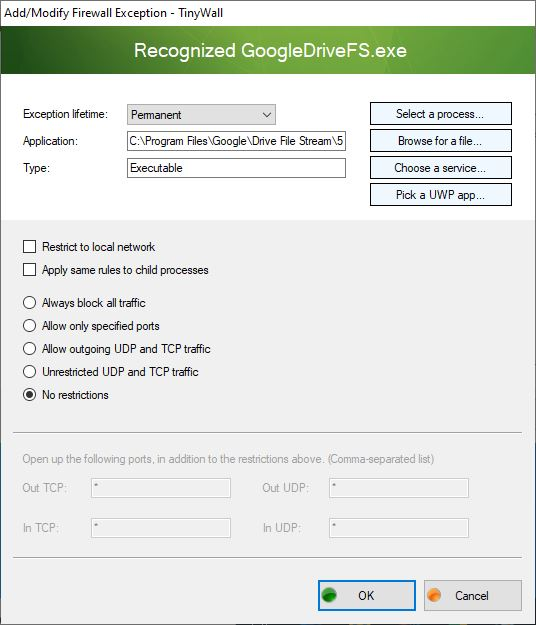 Add/Modify Firewall Exception - TinyWall
Recognized GoogleDriveFS.exe
Exception lifetime: Permanent Select a process...
Application: C:\Program Files\Google\Drive File Stream\5 Browse for a file...
Type: Executable Choose a service...
Pick a UWP app...
Restrict to local network
Apply same rules to child processes
Always block all traffic
Allow only specified ports
Allow outgoing UDP and TCP traffic
Unrestricted UDP and TCP traffic
No restrictions
Open up the following ports, in addition to the restrictions above. (Comma-separated list)
Out TCP: * Out UDP: *
In TCP: * In UDP: *
OK Cancel